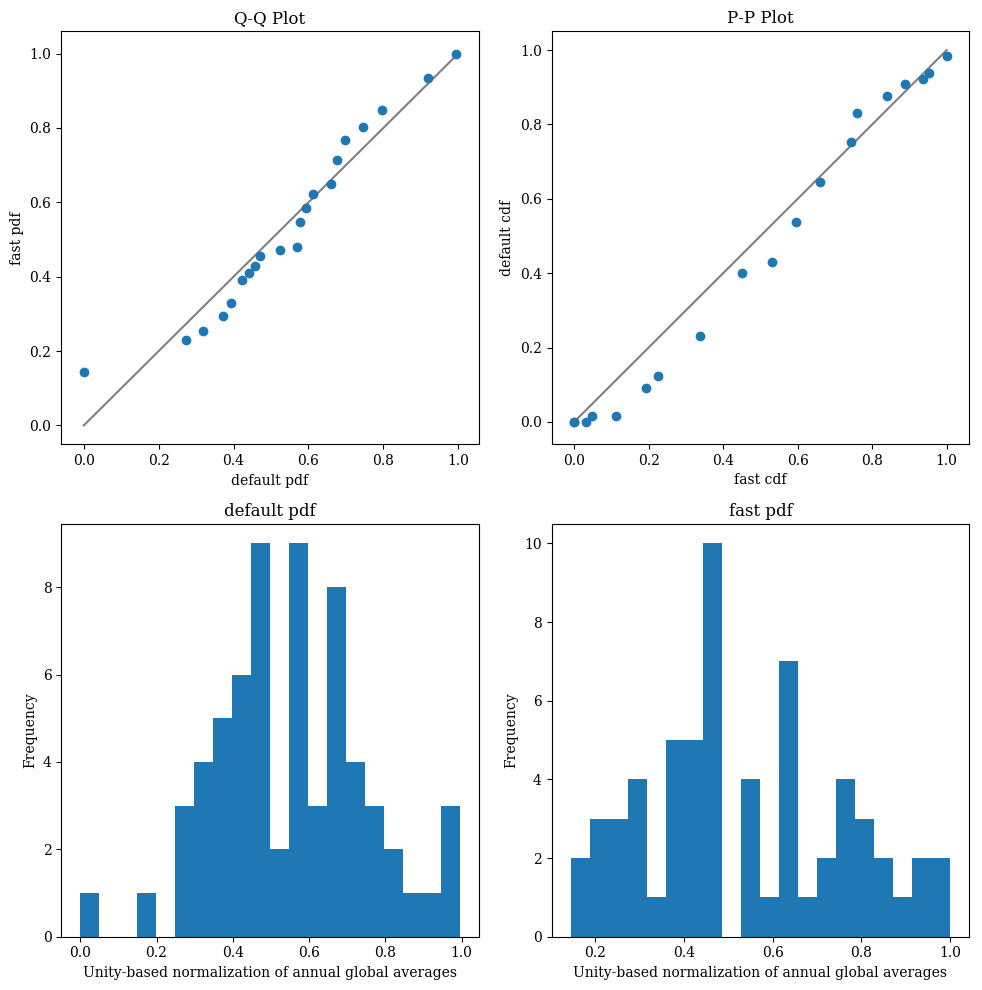 Q-Q Plot
1.0
0.8
0.6
0.4
0.2
0.0
fast pdf
0.0 0.2 0.4 0.6 0.8 1.0
default pdf
P-P Plot
1.0
0.8
0.6
0.4
0.2
0.0
default cdf
0.0 0.2 0.4 0.6 0.8 1.0
fast cdf
default pdf
8
6
4
2
0
Frequency
0.0 0.2 0.4 0.6 0.8 1.0
Unity-based normalization of annual global averages
fast pdf
10
8
6
4
2
0
Frequency
0.2 0.4 0.6 0.8 1.0
Unity-based normalization of annual global averages